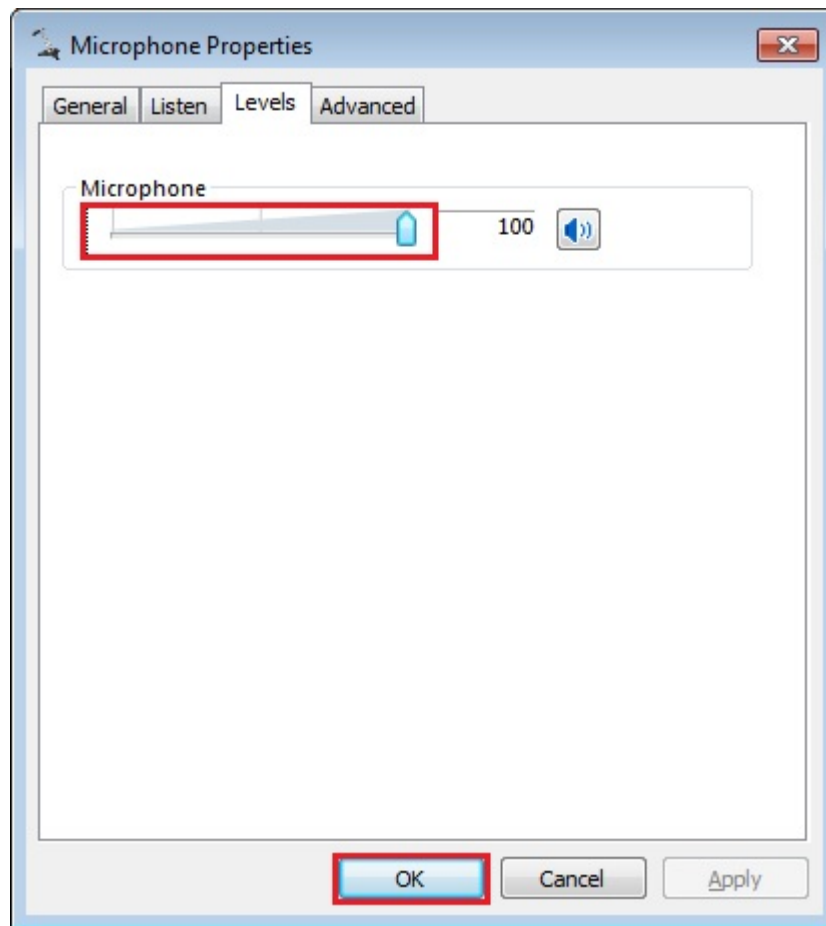 Microphone Properties
General Listen Levels Advanced
Microphone
100
OK Cancel Apply